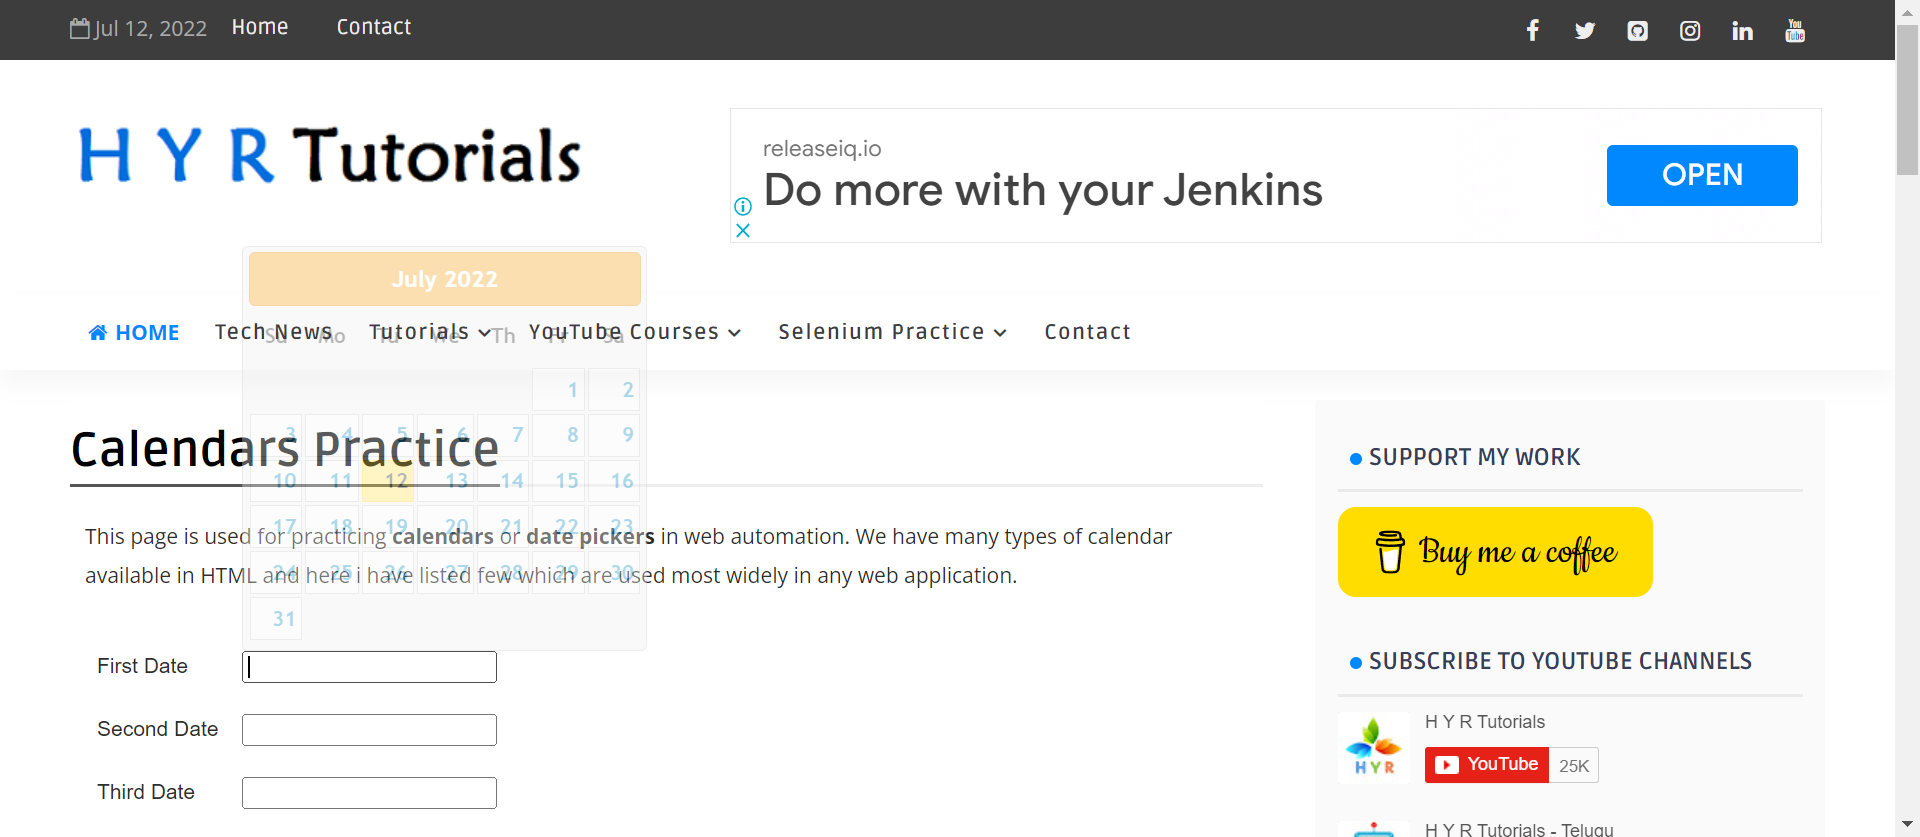 Jul 12, 2022 Home Contact
You
Tube
H Y R Tutorials
releaseiq.io
Do more with your Jenkins
OPEN
HOME Tech News Tutorials YouTube Courses Selenium Practice Contact
July 2022
Su Mo Tu We Th Fr Sa
1 2
3 4 5 6 7 8 9
10 11 12 13 14 15 16
17 18 19 20 21 22 23
24 25 26 27 28 29 30
31
Calendars Practice
This page is used for practicing calendars or date pickers in web automation. We have many types of calendar
available in HTML and here i have listed few which are used most widely in any web application.
First Date
Second Date
Third Date
SUPPORT MY WORK
Buy me a coffee
SUBSCRIBE TO YOUTUBE CHANNELS
H Y R Tutorials
HYR
YouTube 25K
H Y R Tutorials - Telugu